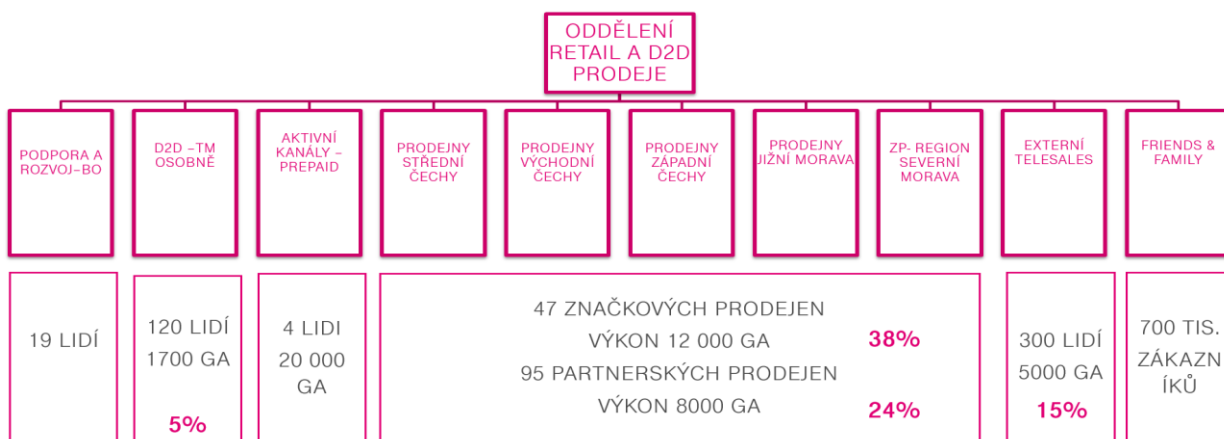 ODDĚLENÍ
RETAIL A D2D
PRODEJE
PODPORA A
ROZVOJ–BO
D2D –TM
OSOBNĚ
AKTIVNÍ
KANÁLY –
PREPAID
PRODEJNY
STŘEDNÍ
ČECHY
PRODEJNY
VÝCHODNÍ
ČECHY
PRODEJNY
ZÁPADNÍ
ČECHY
PRODEJNY
JIŽNÍ MORAVA
ZP- REGION
SEVERNÍ
MORAVA
EXTERNÍ
TELESALES
FRIENDS &
FAMILY
19 LIDÍ
120 LIDÍ
1700 GA
5%
4 LIDI
20 000
GA
47 ZNAČKOVÝCH PRODEJEN
VÝKON 12 000 GA 38%
95 PARTNERSKÝCH PRODEJEN
VÝKON 8000 GA 24%
300 LIDÍ
5000 GA
15%
700 TIS.
ZÁKAZN
ÍKŮ